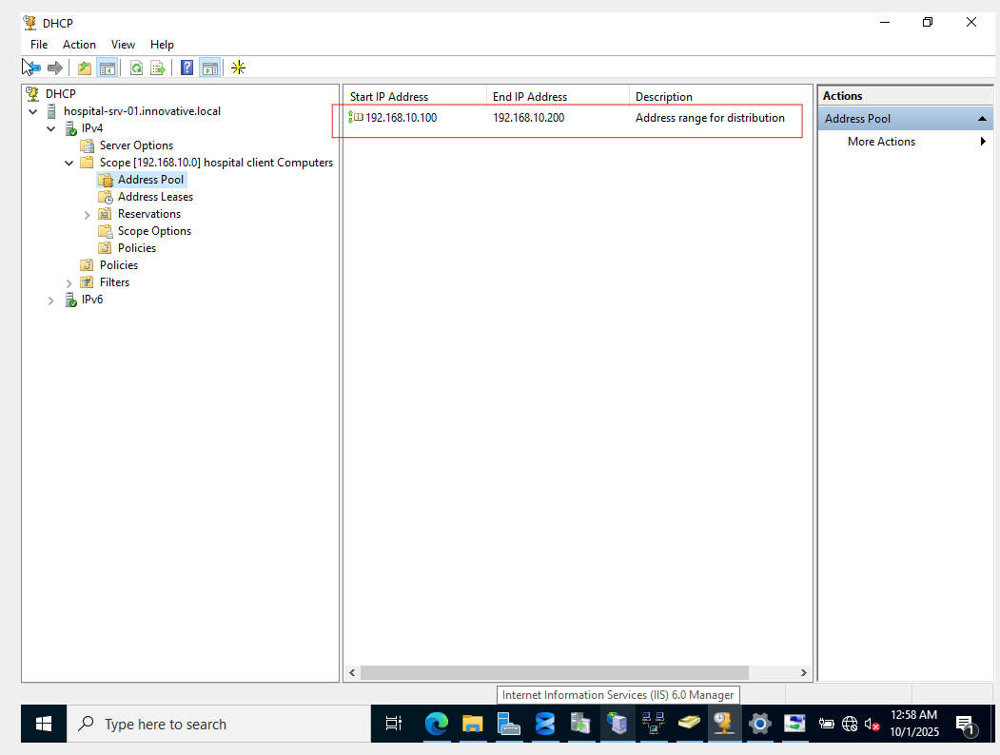 DHCP
File Action View Help
DHCP
hospital-srv-01.innovative.local
IPv4
Server Options
Scope [192.168.10.0] hospital client Computers
Address Pool
Address Leases
Reservations
Scope Options
Policies
Policies
Filters
IPv6
Start IP Address End IP Address Description
192.168.10.100 192.168.10.200 Address range for distribution
Actions
Address Pool
More Actions
Internet Information Services (IIS) 6.0 Manager
Type here to search
12:58 AM
10/1/2025
1